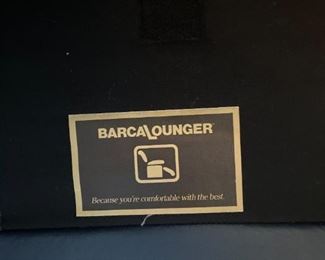 BARCALOUNGER
Because you're comfortable with the best.